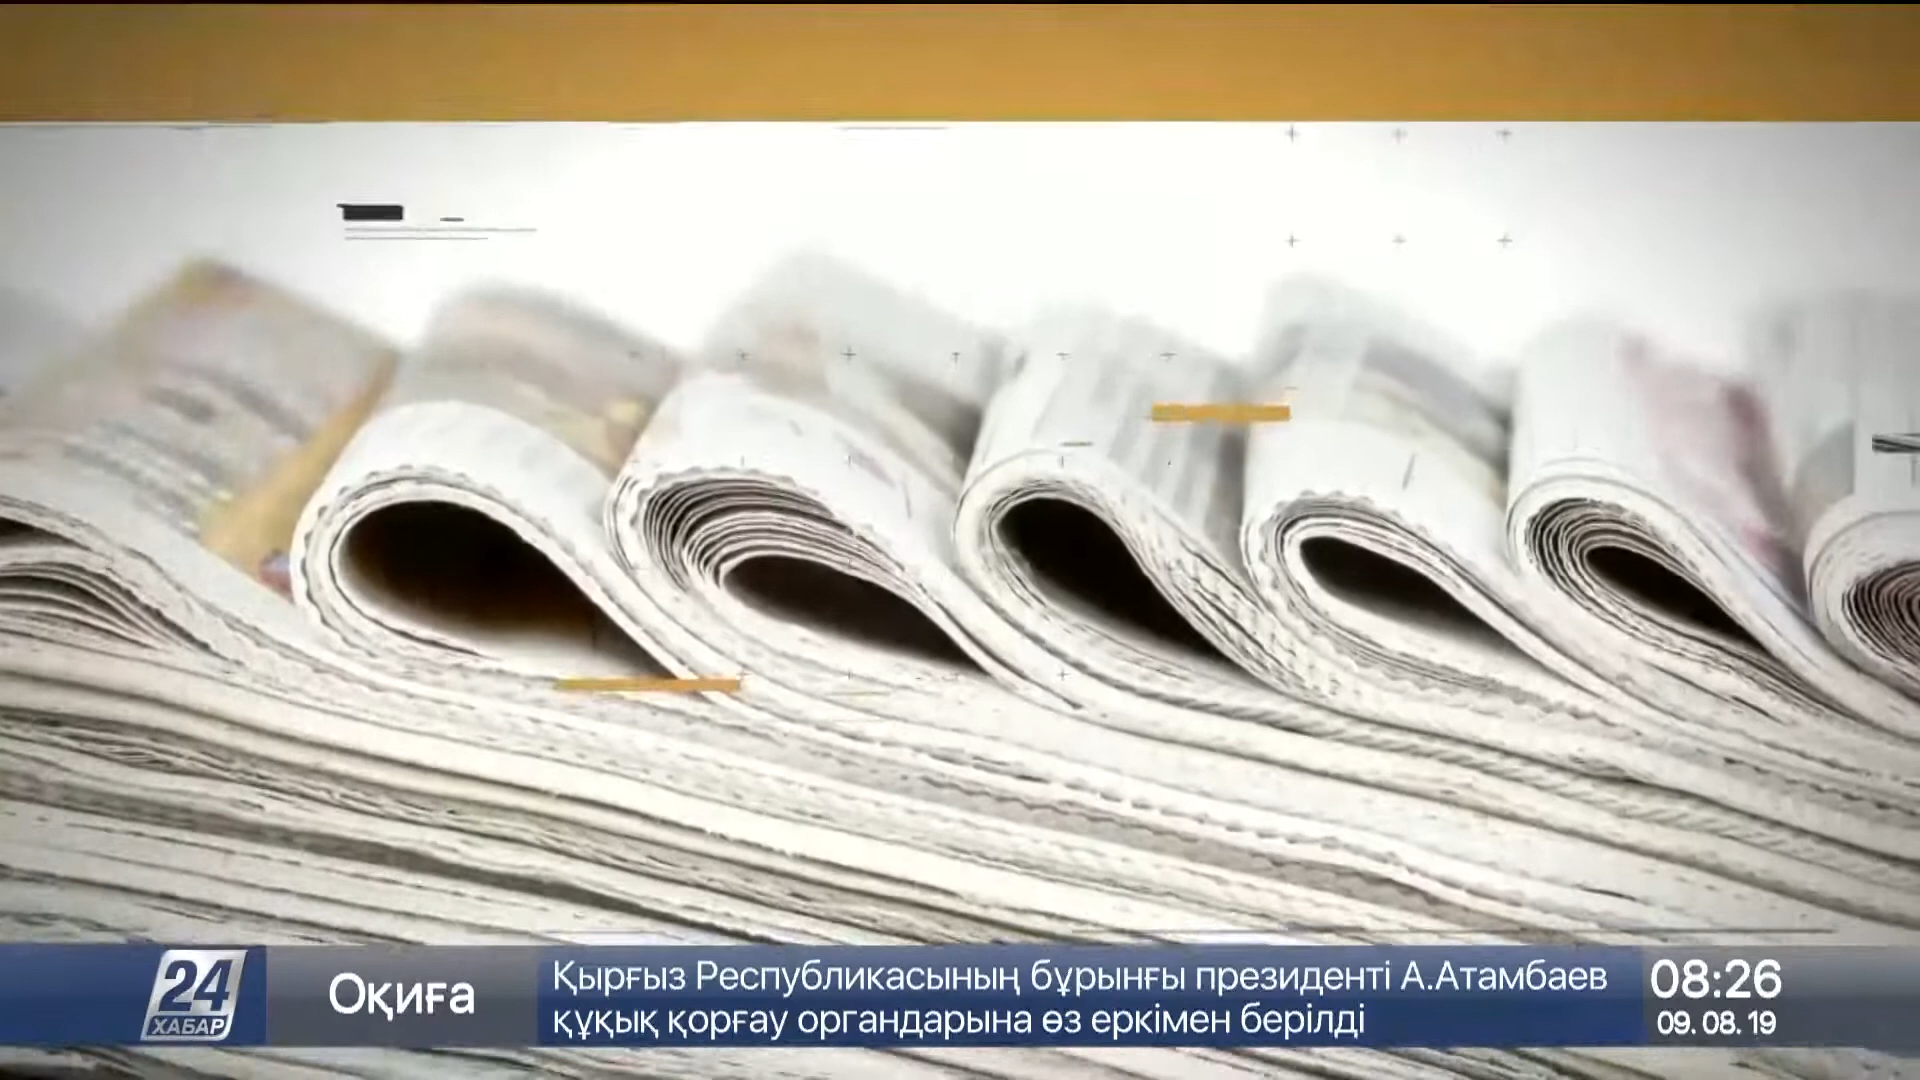 24
ХАБАР
Оқиға
Қырғыз Республикасының бұрынғы президенті А.Атамбаев
құқық қорғау органдарына өз еркімен берілді
08:26
09. 08. 19